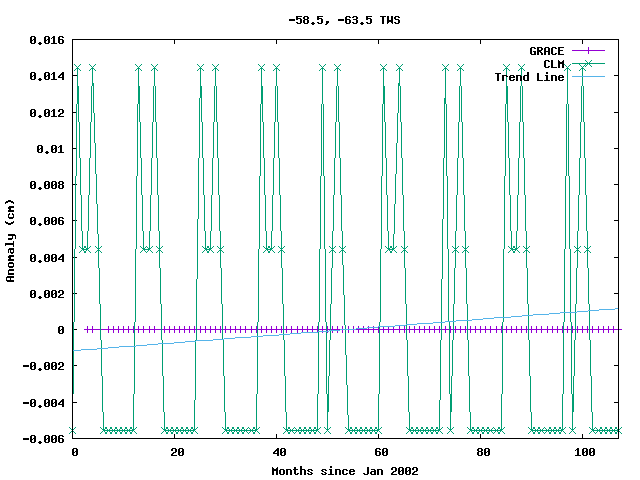 -58.5, -63.5 TWS
GRACE
CLM
Trend Line
0.016
0.014
0.012
0.01
0.008
0.006
0.004
0.002
0
-0.002
-0.004
-0.006
Anomaly (cm)
0 20 40 60 80 100
Months since Jan 2002